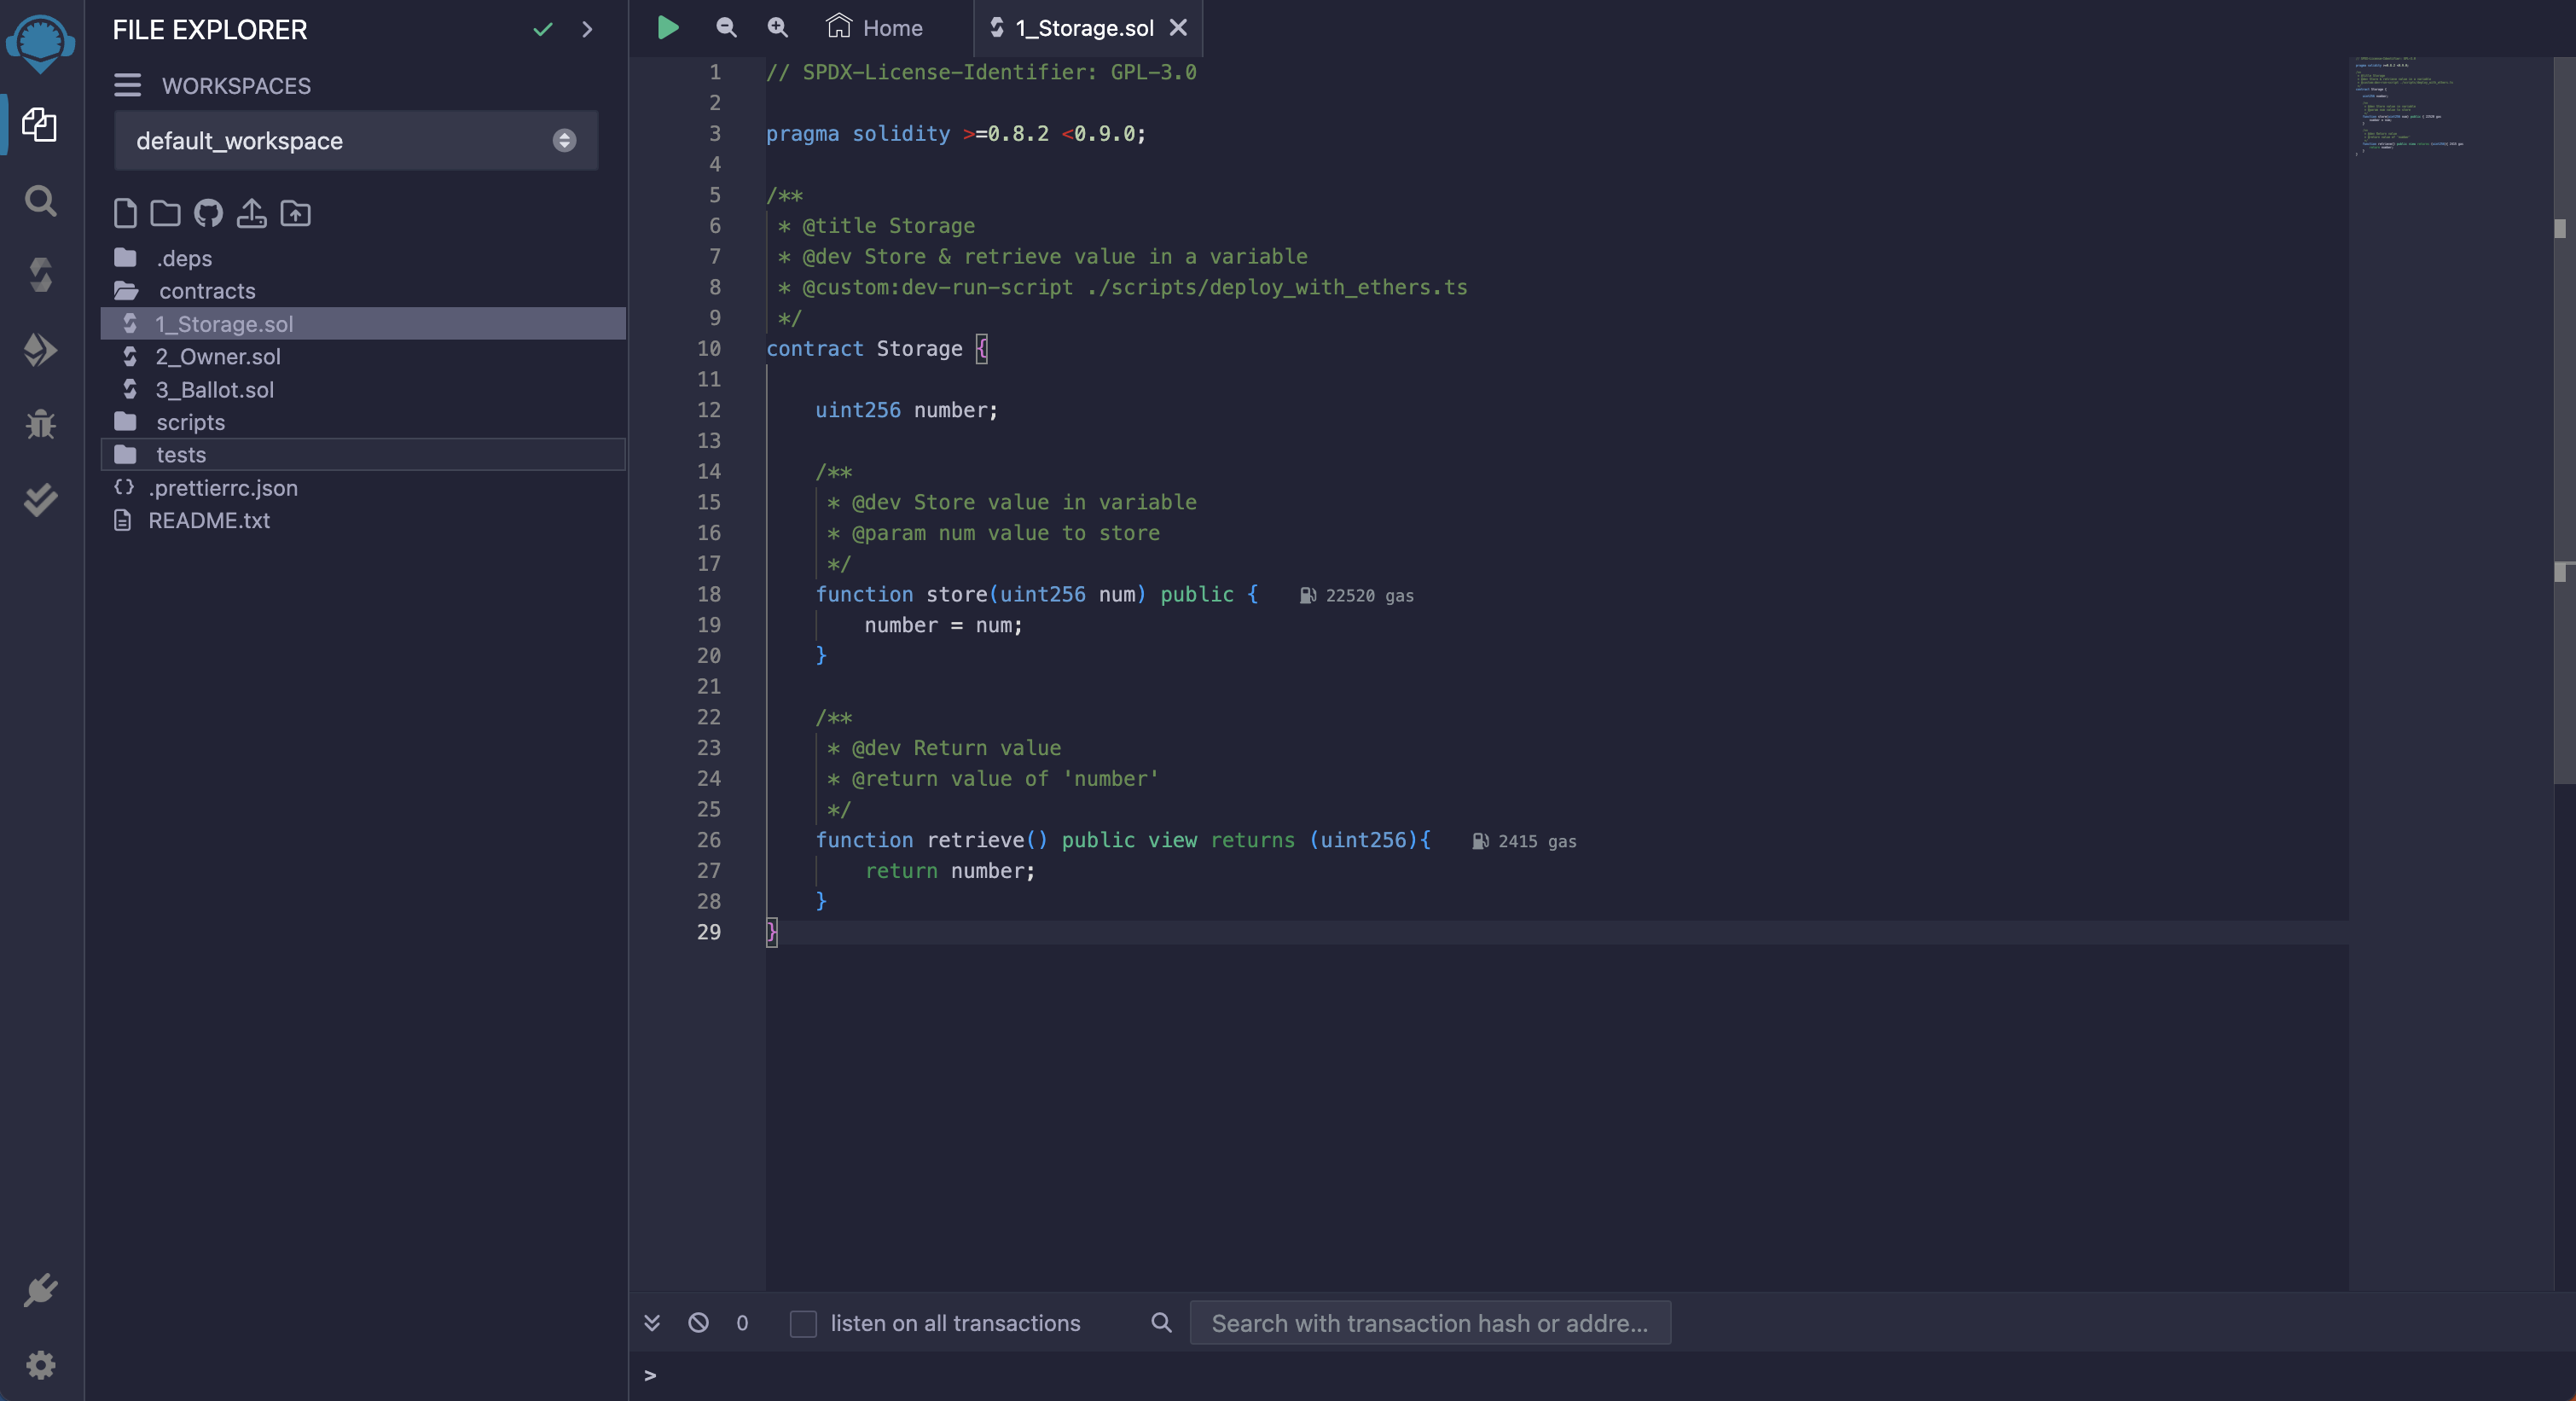 FILE EXPLORER
WORKSPACES
default_workspace
.deps
contracts
1_Storage.sol
2_Owner.sol
3_Ballot.sol
scripts
tests
.prettierrc.json
README.txt
Home
1_Storage.sol
1 // SPDX-License-Identifier: GPL-3.0
2
3 pragma solidity >=0.8.2 <0.9.0;
4
5 /**
6 * @title Storage
7 * @dev Store & retrieve value in a variable
8 * @custom:dev-run-script ./scripts/deploy_with_ethers.ts
9 */
10 contract Storage {
11
12 uint256 number;
13
14 /**
15 * @dev Store value in variable
16 * @param num value to store
17 */
18 function store(uint256 num) public { 22520 gas
19 number = num;
20 }
21
22 /**
23 * @dev Return value
24 * @return value of 'number'
25 */
26 function retrieve() public view returns (uint256){ 2415 gas
27 return number;
28 }
29 }
0 listen on all transactions Search with transaction hash or addre...
>